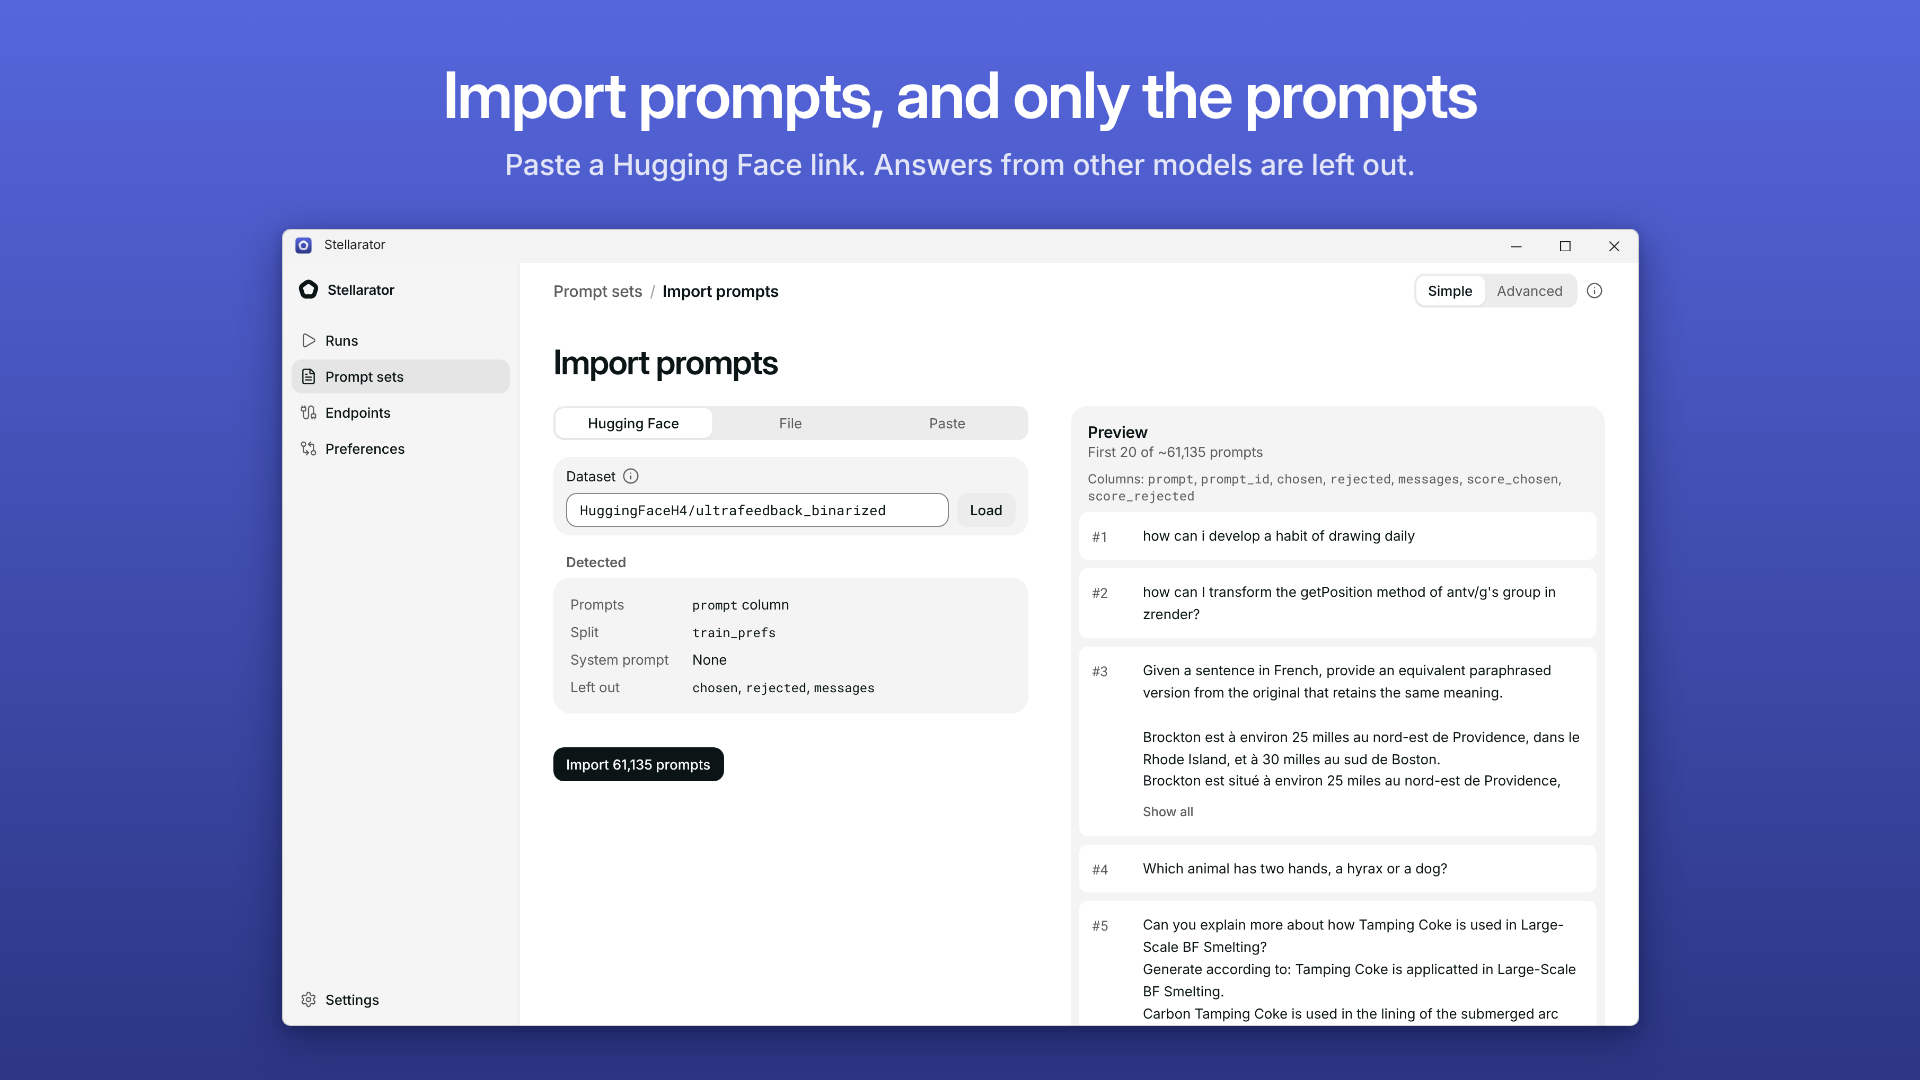 Import prompts, and only the prompts
Paste a Hugging Face link. Answers from other models are left out.
Stellarator
Stellarator
Runs
Prompt sets
Endpoints
Preferences
Settings
Prompt sets / Import prompts
Simple
Advanced
Import prompts
Hugging Face
File
Paste
Dataset
HuggingFaceH4/ultrafeedback_binarized
Load
Detected
Prompts prompt column
Split train_prefs
System prompt None
Left out chosen, rejected, messages
Import 61,135 prompts
Preview
First 20 of ~61,135 prompts
Columns: prompt, prompt_id, chosen, rejected, messages, score_chosen,
score_rejected
#1 how can i develop a habit of drawing daily
#2 how can I transform the getPosition method of antv/g's group in
zrender?
#3 Given a sentence in French, provide an equivalent paraphrased
version from the original that retains the same meaning.
Brockton est à environ 25 milles au nord-est de Providence, dans le
Rhode Island, et à 30 milles au sud de Boston.
Brockton est situé à environ 25 miles au nord-est de Providence,
Show all
#4 Which animal has two hands, a hyrax or a dog?
#5 Can you explain more about how Tamping Coke is used in Large-
Scale BF Smelting?
Generate according to: Tamping Coke is applicatted in Large-Scale
BF Smelting.
Carbon Tamping Coke is used in the lining of the submerged arc